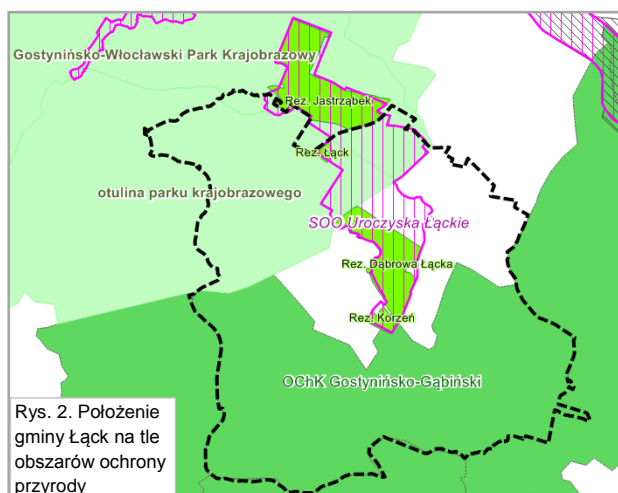 Gostynińsko-Włocławski Park Krajobrazowy
Rez. Jastrząbek
Rez. Łąck
otulina parku krajobrazowego
SOO Uroczyska Łąckie
Rez. Dąbrowa Łącka
Rez. Korzeń
OChK Gostynińsko-Gąbiński
Rys. 2. Położenie
gminy Łąck na tle
obszarów ochrony
przyrody